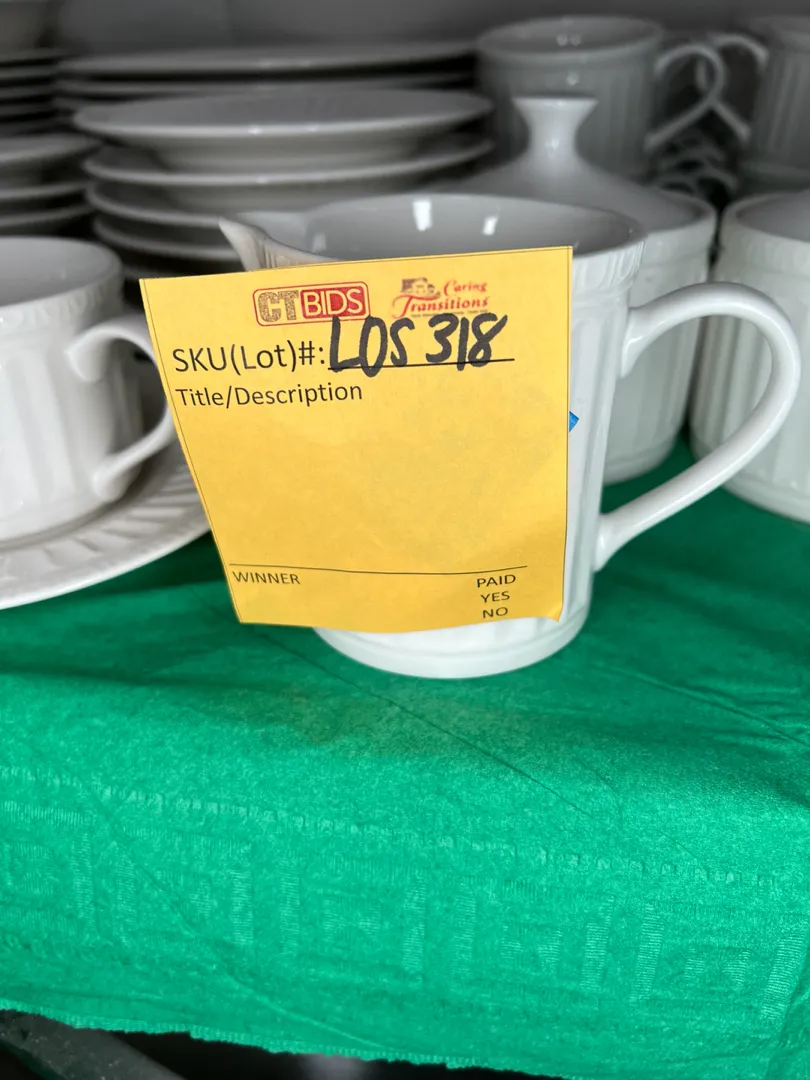 CTBIDS
Caring
Transitions
SKU(Lot)#: LOS 318
Title/Description
WINNER
PAID
YES
NO